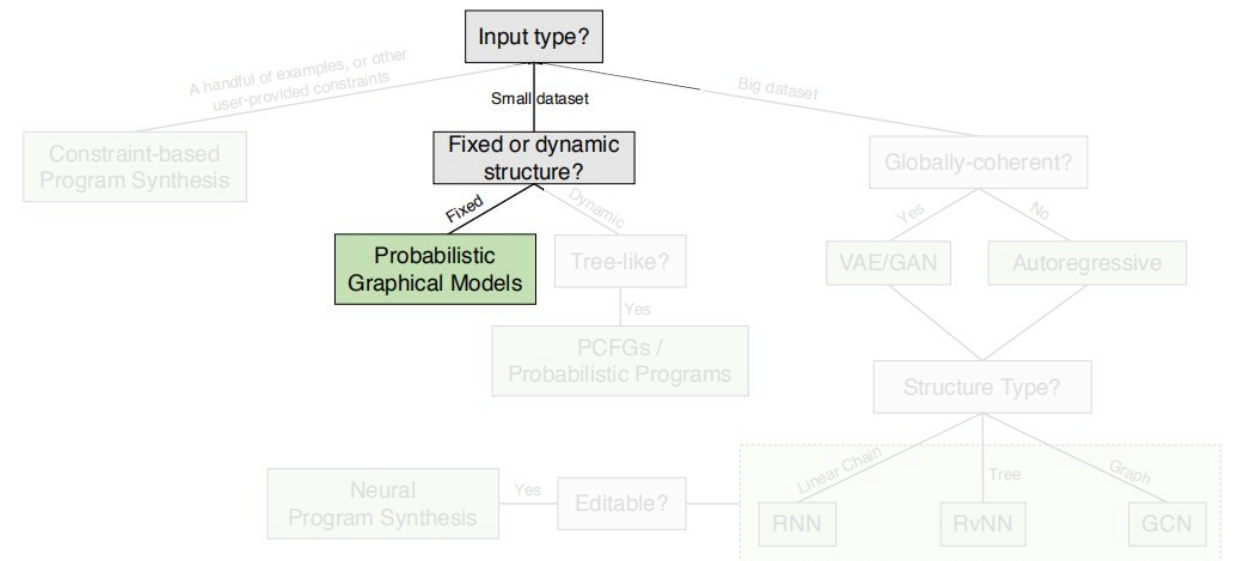 Input type?
A handful of examples, or other
user-provided constraints
Small dataset
Big dataset
Constraint-based
Program Synthesis
Fixed or dynamic
structure?
Globally-coherent?
Fixed
Dynamic
Yes
No
Probabilistic
Graphical Models
Tree-like?
VAE/GAN
Autoregressive
Yes
PCFGs /
Probabilistic Programs
Structure Type?
Linear Chain
Tree
Graph
Neural
Program Synthesis
Yes
Editable?
RNN
RvNN
GCN